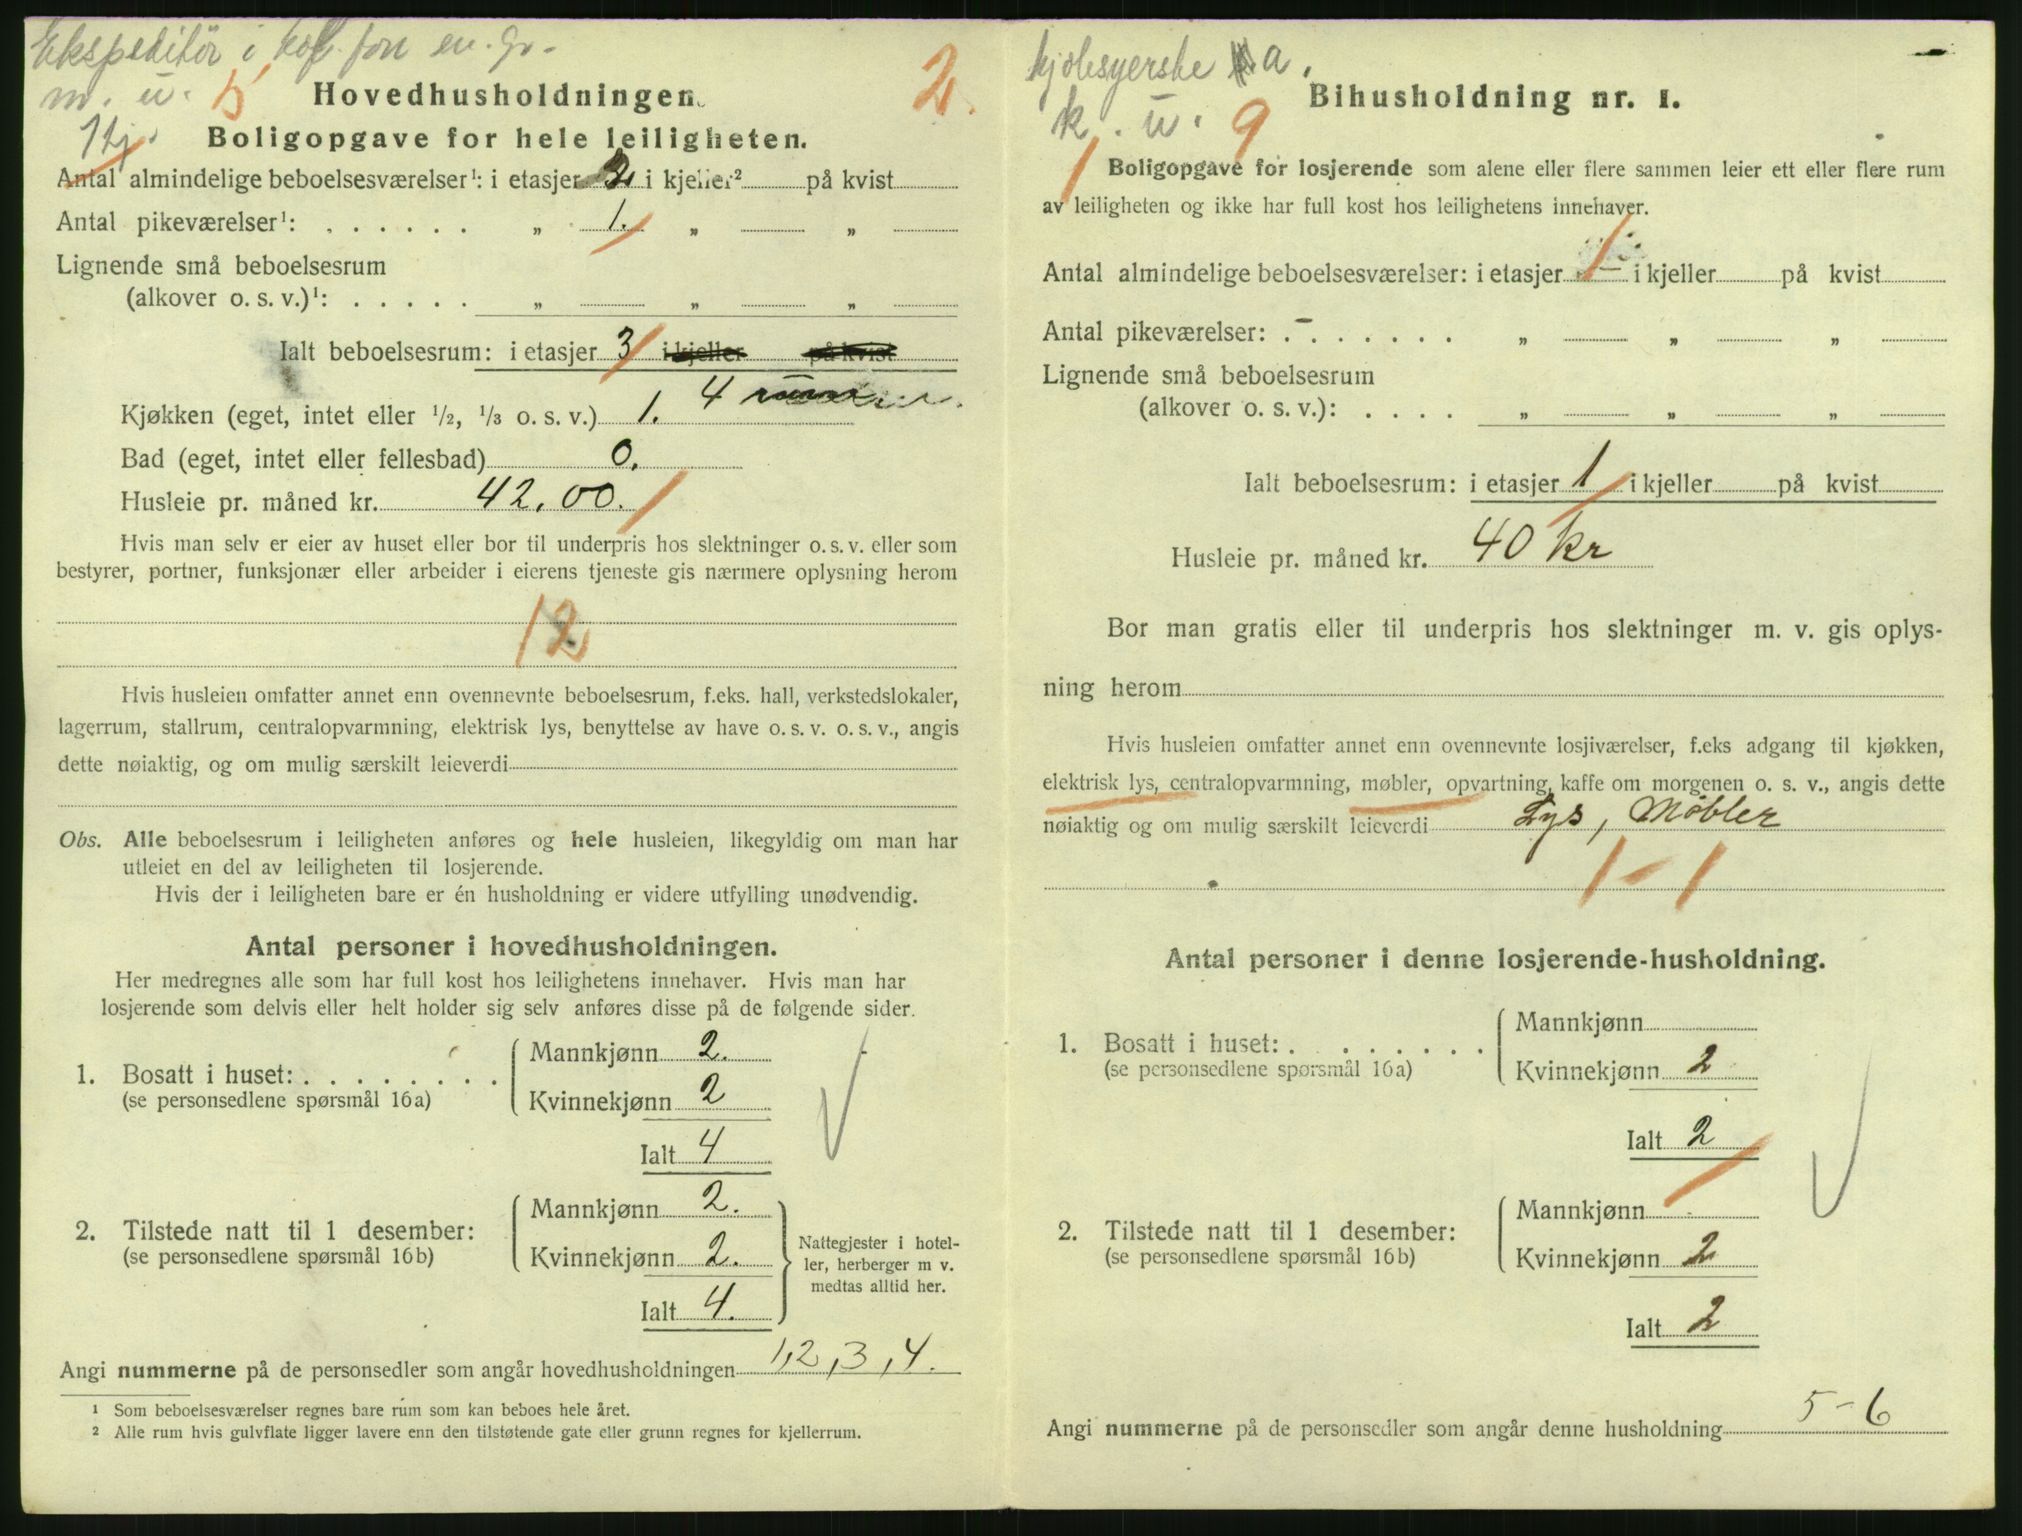 Ekspeditør i kol. forr. en. gr.
m. u. b
1 hj.
2.
Hovedhusholdningen.
Boligopgave for hele leiligheten.
Antal almindelige beboelsesværelser¹: i etasjer 2 i kjeller² på kvist
Antal pikeværelser¹: . . . . . . „ 1. „ „
Lignende små beboelsesrum
(alkover o. s. v.)¹: . . . . . „ „ „
Ialt beboelsesrum: i etasjer 3 i kjeller på kvist
4
Kjøkken (eget, intet eller 1/2, 1/3 o. s. v.) 1.
Bad (eget, intet eller fellesbad) 0.
Husleie pr. måned kr. 42,00.
Hvis man selv er eier av huset eller bor til underpris hos slektninger o. s. v. eller som
bestyrer, portner, funksjonær eller arbeider i eierens tjeneste gis nærmere oplysning herom
12
Hvis husleien omfatter annet enn ovennevnte beboelsesrum, f.eks. hall, verkstedslokaler,
lagerrum, stallrum, centralopvarmning, elektrisk lys, benyttelse av have o. s. v. o. s. v., angis
dette nøiaktig, og om mulig særskilt leieverdi
Obs. Alle beboelsesrum i leiligheten anføres og hele husleien, likegyldig om man har
utleiet en del av leiligheten til losjerende.
Hvis der i leiligheten bare er én husholdning er videre utfylling unødvendig.
Antal personer i hovedhusholdningen.
Her medregnes alle som har full kost hos leilighetens innehaver. Hvis man har
losjerende som delvis eller helt holder sig selv anføres disse på de følgende sider.
Mannkjønn 2.
1. Bosatt i huset: . . . . . . . .
(se personsedlene spørsmål 16a)
Kvinnekjønn 2
Ialt 4
Mannkjønn 2.
2. Tilstede natt til 1 desember:
(se personsedlene spørsmål 16b)
Kvinnekjønn 2.
Ialt 4.
Nattegjester i hotel-
ler, herberger m v.
medtas alltid her.
Angi nummerne på de personsedler som angår hovedhusholdningen 1,2,3,4.
¹ Som beboelsesværelser regnes bare rum som kan beboes hele året.
² Alle rum hvis gulvflate ligger lavere enn den tilstøtende gate eller grunn regnes for kjellerrum.
kjolesyerske a.
k. u. 9
Bihusholdning nr. 1.
1
Boligopgave for losjerende som alene eller flere sammen leier ett eller flere rum
av leiligheten og ikke har full kost hos leilighetens innehaver.
Antal almindelige beboelsesværelser: i etasjer 1 i kjeller på kvist
Antal pikeværelser: – . . . . . . . „ „ „
Lignende små beboelsesrum
(alkover o. s. v.): . . . . „ „ „
Ialt beboelsesrum: i etasjer 1 i kjeller på kvist
Husleie pr. måned kr. 40 kr
Bor man gratis eller til underpris hos slektninger m. v. gis oplys-
ning herom
Hvis husleien omfatter annet enn ovennevnte losjiværelser, f.eks adgang til kjøkken,
elektrisk lys, centralopvarmning, møbler, opvartning, kaffe om morgenen o. s. v., angis dette
nøiaktig og om mulig særskilt leieverdi Lys, Møbler
1 - 1
Antal personer i denne losjerende-husholdning.
Mannkjønn
1. Bosatt i huset: . . . . . . .
(se personsedlene spørsmål 16a)
Kvinnekjønn 2
Ialt 2
Mannkjønn
2. Tilstede natt til 1 desember:
(se personsedlene spørsmål 16b)
Kvinnekjønn 2
Ialt 2
Angi nummerne på de personsedler som angår denne husholdning 5-6